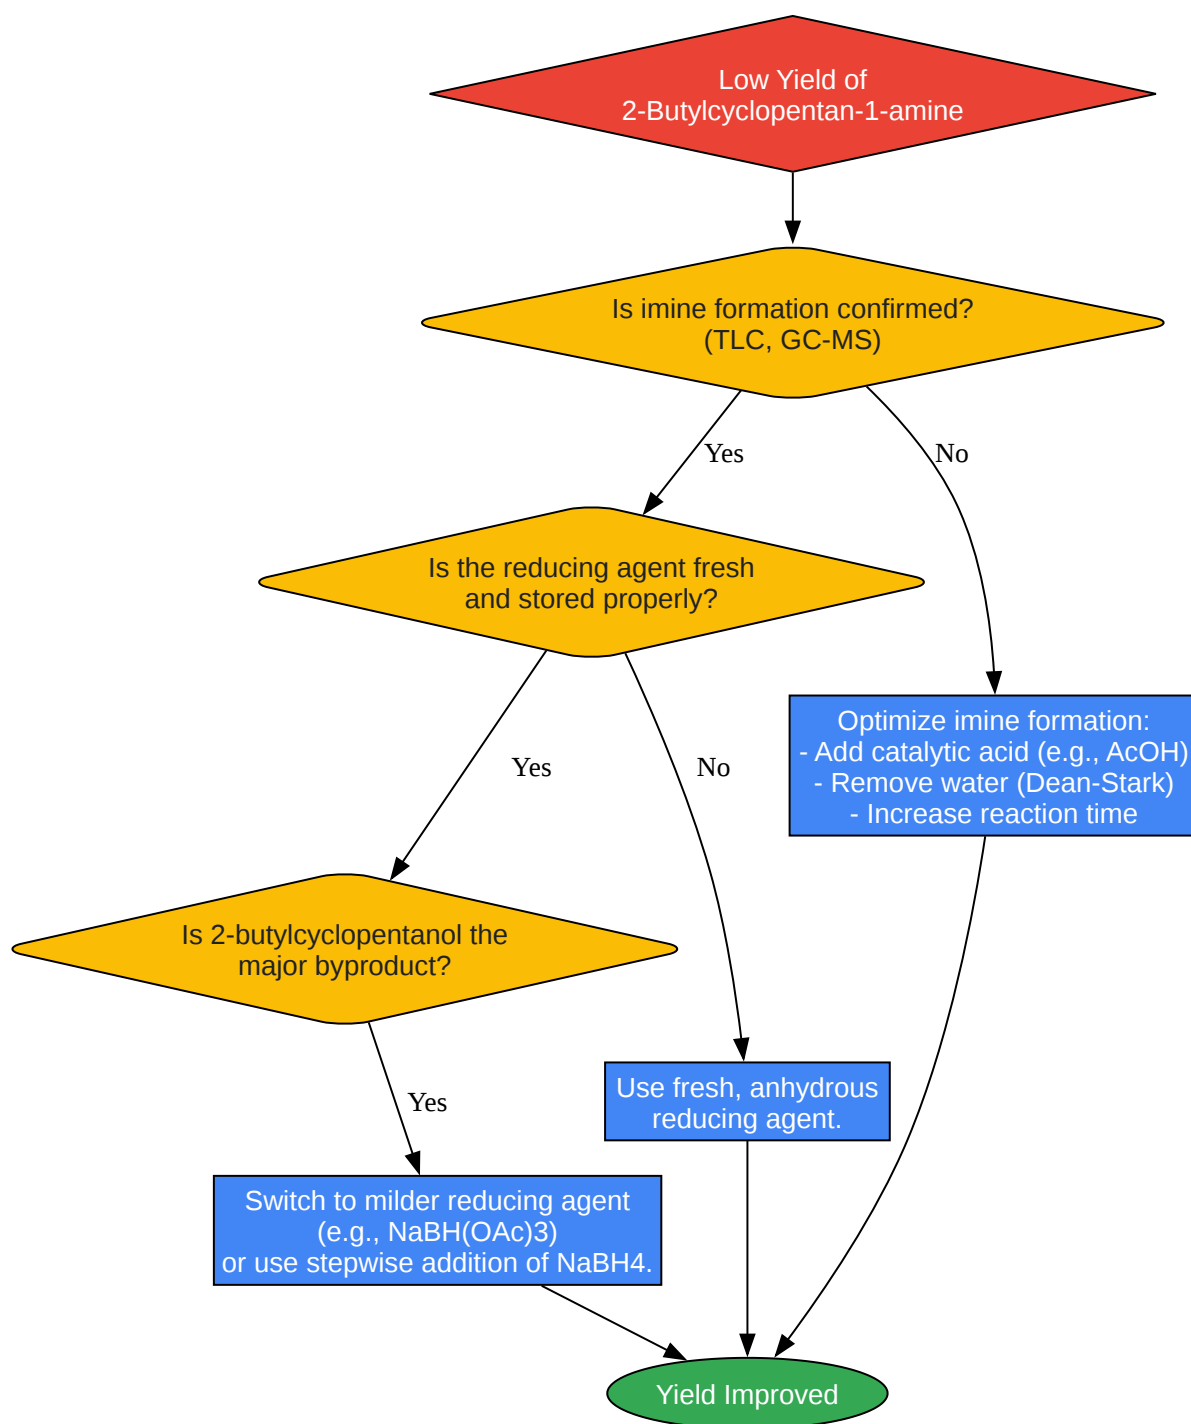 Low Yield of
2-Butylcyclopentan-1-amine
Is imine formation confirmed?
(TLC, GC-MS)
Yes
No
Is the reducing agent fresh
and stored properly?
Optimize imine formation:
- Add catalytic acid (e.g., AcOH)
- Remove water (Dean-Stark)
- Increase reaction time
Yes
No
Is 2-butylcyclopentanol the
major byproduct?
Use fresh, anhydrous
reducing agent.
Yes
Switch to milder reducing agent
(e.g., NaBH(OAc)3)
or use stepwise addition of NaBH4.
Yield Improved